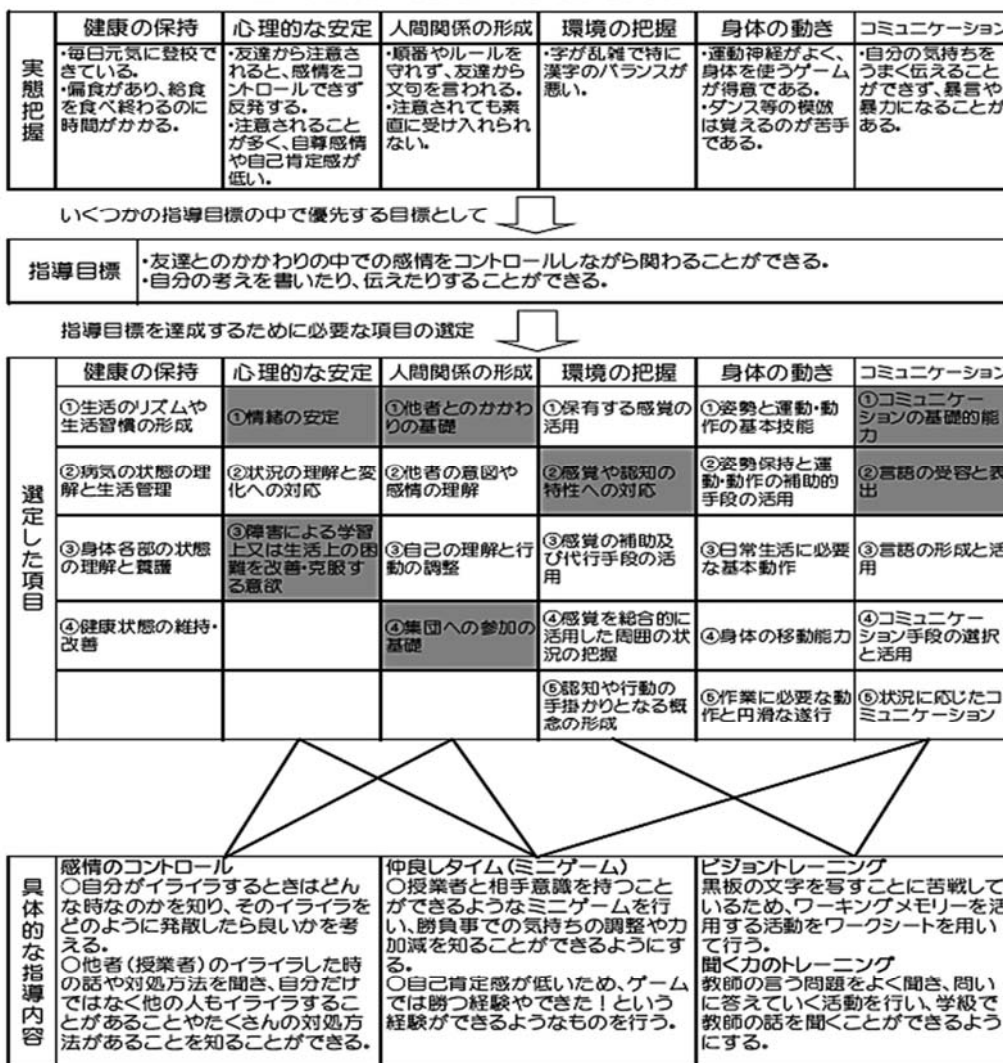 健康の保持
心理的な安定
人間関係の形成
環境の把握
身体の動き
コミュニケーション
実態把握
・毎日元気に登校で
きている。
・偏食があり、給食
を食べ終わるのに
時間がかかる。
・友達から注意さ
れると、感情をコ
ントロールできず
反発する。
・注意されること
が多く、自尊感情
や自己肯定感が
低い。
・順番やルールを
守れず、友達から
文句を言われる。
・注意されても素
直に受け入れられ
ない。
・字が乱雑で特に
漢字のバランスが
悪い。
・運動神経がよく、
身体を使うゲーム
が得意である。
・ダンス等の模倣
は覚えるのが苦手
である。
・自分の気持ちを
うまく伝えること
ができず、暴言や
暴力になることが
ある。
いくつかの指導目標の中で優先する目標として
指導目標
・友達とのかかわりの中での感情をコントロールしながら関わることができる。
・自分の考えを書いたり、伝えたりすることができる。
指導目標を達成するために必要な項目の選定
健康の保持
心理的な安定
人間関係の形成
環境の把握
身体の動き
コミュニケーション
選定した項目
①生活のリズムや
生活習慣の形成
①情緒の安定
①他者とのかかわ
りの基礎
①保有する感覚の
活用
①姿勢と運動・動
作の基本技能
①コミュニケー
ションの基礎的能
力
②病気の状態の理
解と生活管理
②状況の理解と変
化への対応
②他者の意図や
感情の理解
②感覚や認知の
特性への対応
②姿勢保持と運
動・動作の補助的
手段の活用
②言語の受容と表
出
③身体各部の状態
の理解と養護
③障害による学習
上又は生活上の困
難を改善・克服す
る意欲
③自己の理解と行
動の調整
③感覚の補助及
び代行手段の活
用
③日常生活に必要
な基本動作
③言語の形成と活
用
④健康状態の維持・
改善
④集団への参加の
基礎
④感覚を総合的に
活用した周囲の状
況の把握
④身体の移動能力
④コミュニケー
ション手段の選択
と活用
⑤認知や行動の
手掛かりとなる概
念の形成
⑤作業に必要な動
作と円滑な遂行
⑤状況に応じたコ
ミュニケーション
具体的な指導内容
感情のコントロール
○自分がイライラするときはどん
な時なのかを知り、そのイライラを
どのように発散したら良いかを考
える。
○他者(授業者)のイライラした時
の話や対処方法を聞き、自分だけ
ではなく他の人もイライラするこ
とがあることやたくさんの対処方
法があることを知ることができる。
仲良しタイム(ミニゲーム)
○授業者と相手意識を持つこと
ができるようなミニゲームを行
い、勝負事での気持ちの調整や力
加減を知ることができるようにす
る。
○自己肯定感が低いため、ゲーム
では勝つ経験やできた!という
経験ができるようなものを行う。
ビジョントレーニング
黒板の文字を写すことに苦戦して
いるため、ワーキングメモリーを活
用する活動をワークシートを用い
て行う。
聞く力のトレーニング
教師の言う問題をよく聞き、問い
に答えていく活動を行い、学級で
教師の話を聞くことができるよう
にする。